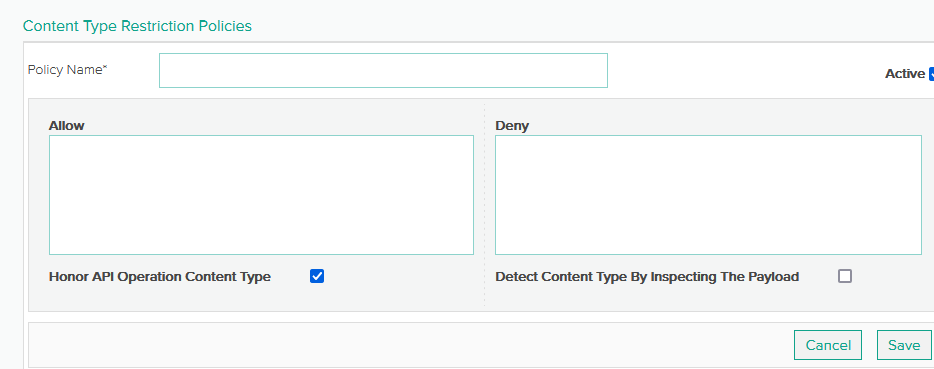 Content Type Restriction Policies
Policy Name*
Active
Allow
Deny
Honor API Operation Content Type
Detect Content Type By Inspecting The Payload
Cancel
Save